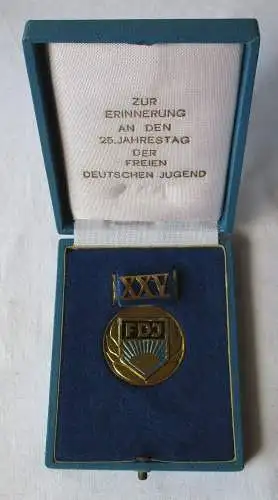 ZUR
ERINNERUNG
AN DEN
25. JAHRESTAG
DER
FREIEN
DEUTSCHEN JUGEND
XXV
FDJ